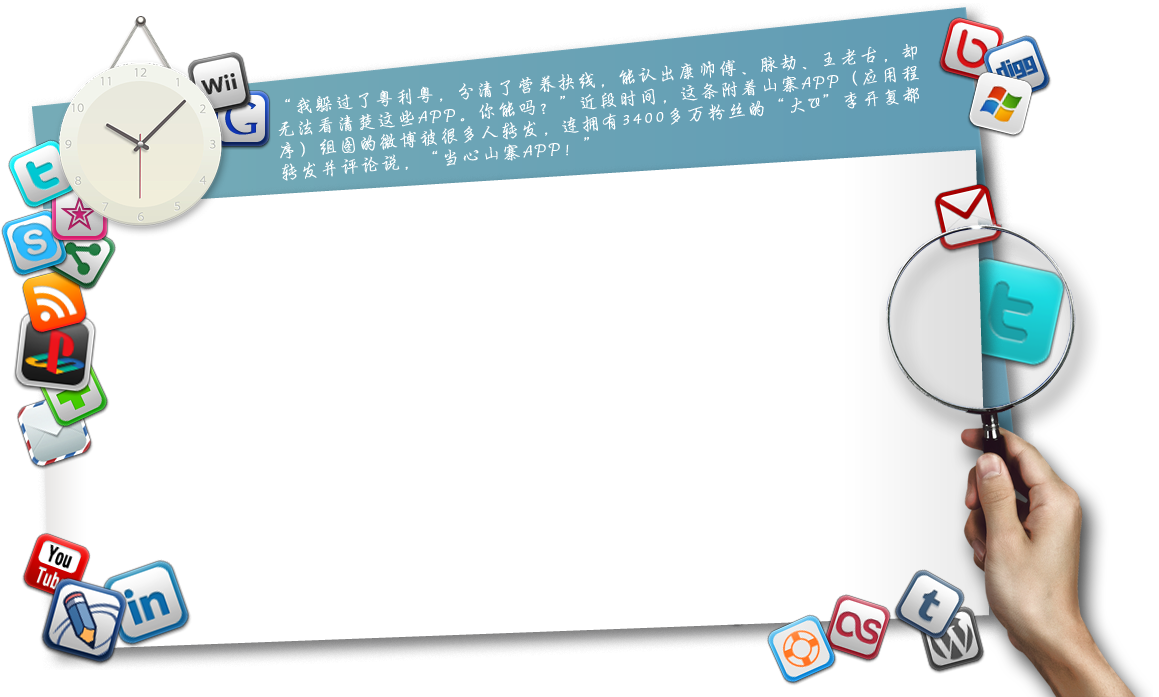 “我躲过了粤利粤，分清了营养抉线，能认出康帅傅、脉劫、王老古，却
无法看清楚这些APP。你能吗？”近段时间，这条附着山寨APP（应用程
序）组图的微博被很多人转发，连拥有3400多万粉丝的“大V”李开复都
转发并评论说，“当心山寨APP！”
12
1
2
3
4
5
6
7
8
9
10
11
Wii
G
digg
You
Tube
in
as